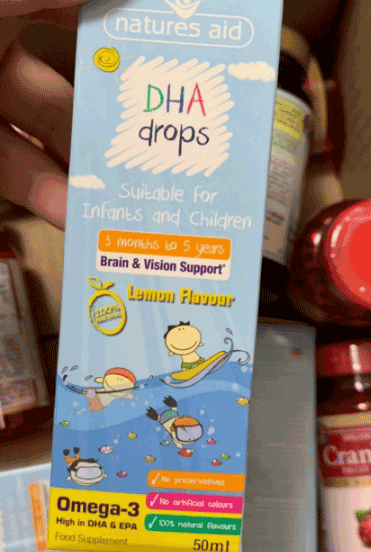 natures aid
DHA
drops
Suitable for
Infants and Children
3 months to 5 years
Brain & Vision Support*
Lemon Flavour
Omega-3
High in DHA & EPA
Food Supplement
✓ No preservatives
✓ No artificial colours
✓ 100% natural flavours
50ml
Cran